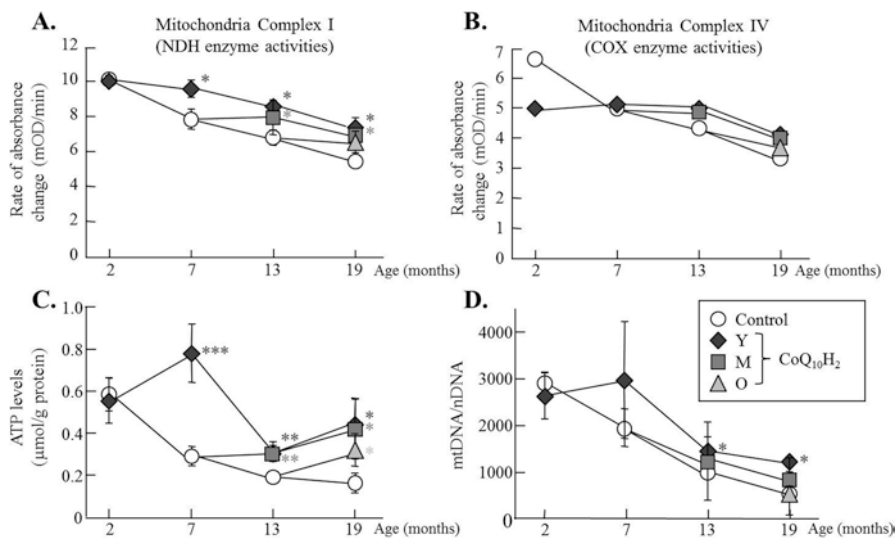 A.
Mitochondria Complex I
(NDH enzyme activities)
Rate of absorbance
change (mOD/min)
12
10
8
6
4
2
0
*
*
*
*
*
2
7
13
19
Age (months)
B.
Mitochondria Complex IV
(COX enzyme activities)
Rate of absorbance
change (mOD/min)
7
6
5
4
3
2
1
0
2
7
13
19
Age (months)
C.
ATP levels
(μmol/g protein)
1.0
0.8
0.6
0.4
0.2
0.0
***
**
**
*
*
*
2
7
13
19
Age (months)
D.
mtDNA/nDNA
4000
3000
2000
1000
0
*
*
2
7
13
19
Age (months)
Control
Y
M
O
CoQ₁₀H₂